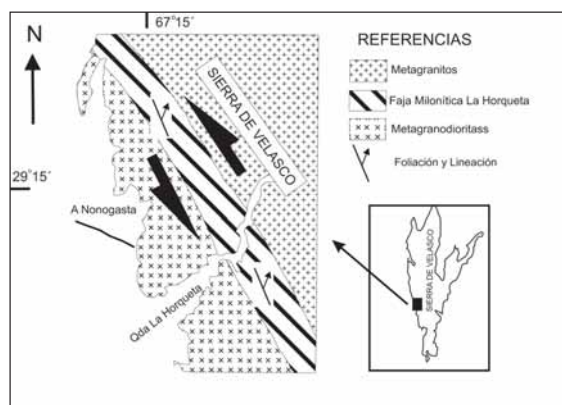 67°15'
N
REFERENCIAS
Metagranitos
SIERRA DE VELASCO
Faja Milonítica La Horqueta
Metagranodioritass
29°15'
Foliación y Lineación
A Nonogasta
SIERRA DE VELASCO
Qda La Horqueta